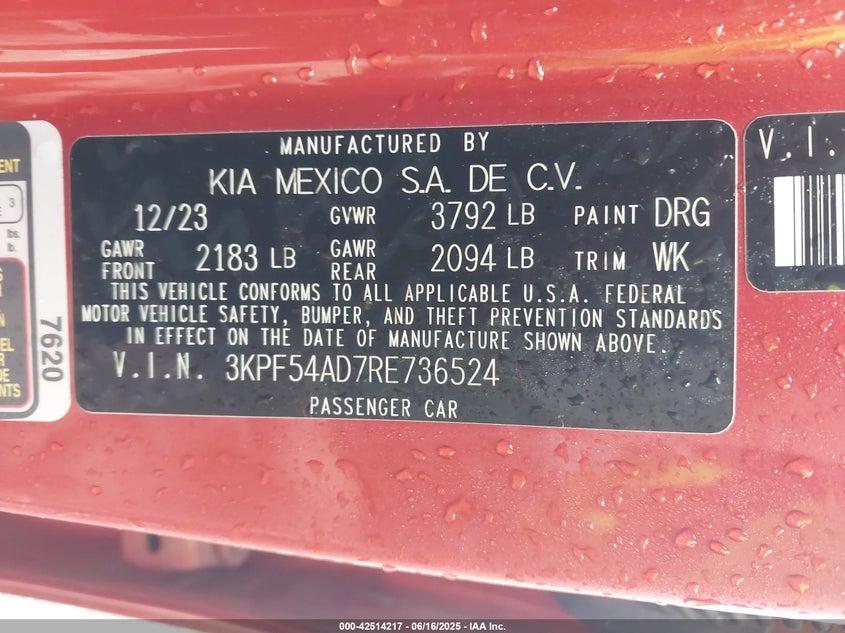 MANUFACTURED BY
KIA MEXICO S.A. DE C.V.
12/23 GVWR 3792 LB PAINT DRG
GAWR FRONT 2183 LB GAWR REAR 2094 LB TRIM WK
THIS VEHICLE CONFORMS TO ALL APPLICABLE U.S.A. FEDERAL
MOTOR VEHICLE SAFETY, BUMPER, AND THEFT PREVENTION STANDARDS
IN EFFECT ON THE DATE OF MANUFACTURE SHOWN ABOVE.
V.I.N. 3KPF54AD7RE736524
PASSENGER CAR
7620
3
lbs.
lb.
V.I.
000-42514217 - 06/16/2025 - IAA Inc.